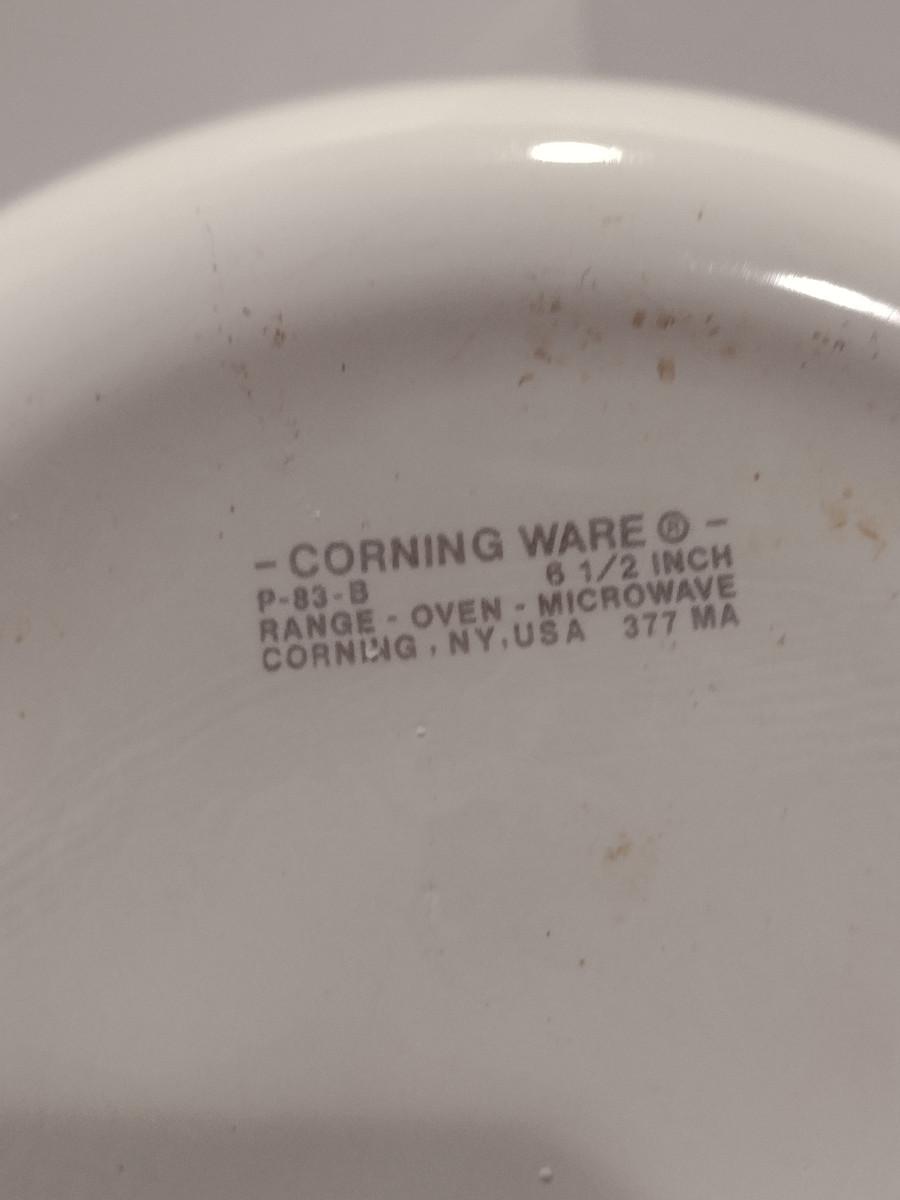 - CORNING WARE ® -
P-83-B 6 1/2 INCH
RANGE - OVEN - MICROWAVE
CORNING , NY, USA 377 MA